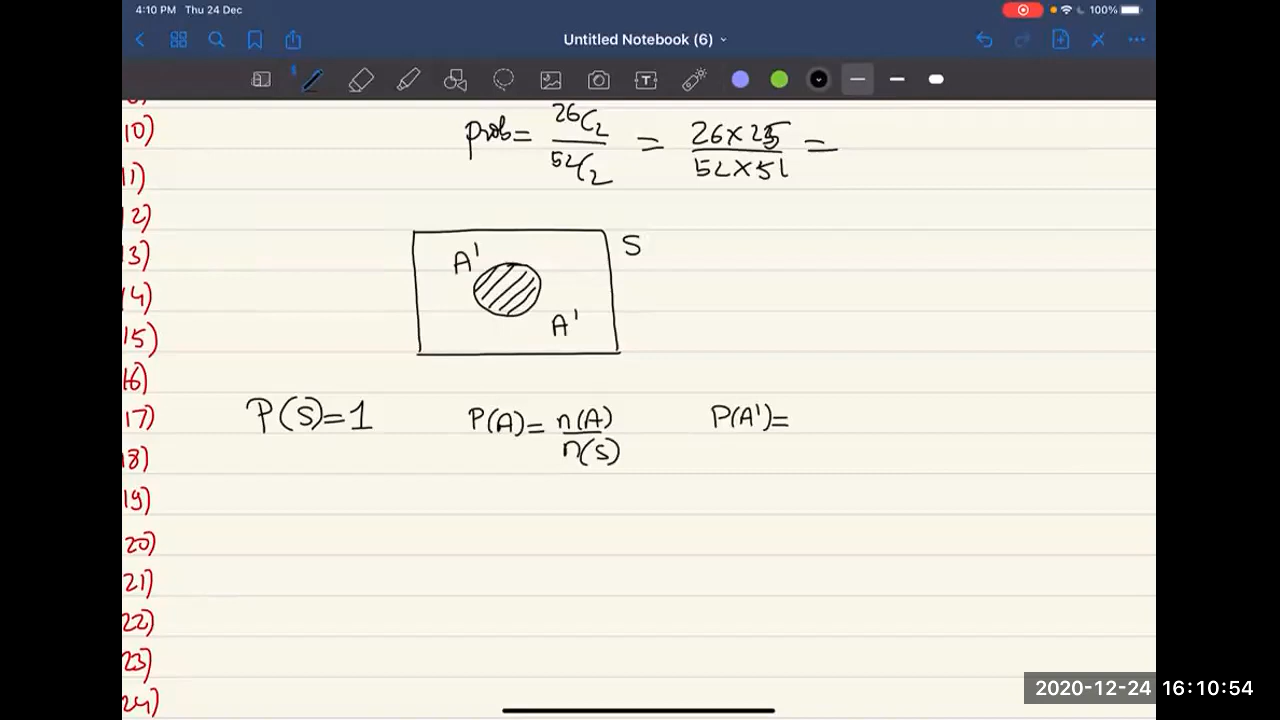 4:10 PM Thu 24 Dec
100%
Untitled Notebook (6)
T
10)
prob = 26C2 / 52C2 = 26×25 / 52×51 =
11)
12)
13)
S
A'
14)
A'
15)
16)
17)
P(S)=1 P(A) = n(A) / n(S) P(A')=
18)
19)
20)
21)
22)
23)
24)
2020-12-24 16:10:54